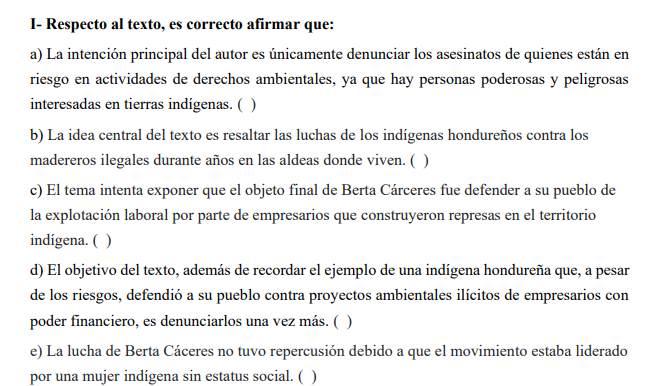 I- Respecto al texto, es correcto afirmar que:
a) La intención principal del autor es únicamente denunciar los asesinatos de quienes están en
riesgo en actividades de derechos ambientales, ya que hay personas poderosas y peligrosas
interesadas en tierras indígenas. ( )
b) La idea central del texto es resaltar las luchas de los indígenas hondureños contra los
madereros ilegales durante años en las aldeas donde viven. ( )
c) El tema intenta exponer que el objeto final de Berta Cárceres fue defender a su pueblo de
la explotación laboral por parte de empresarios que construyeron represas en el territorio
indígena. ( )
d) El objetivo del texto, además de recordar el ejemplo de una indígena hondureña que, a pesar
de los riesgos, defendió a su pueblo contra proyectos ambientales ilícitos de empresarios con
poder financiero, es denunciarlos una vez más. ( )
e) La lucha de Berta Cáceres no tuvo repercusión debido a que el movimiento estaba liderado
por una mujer indígena sin estatus social. ( )